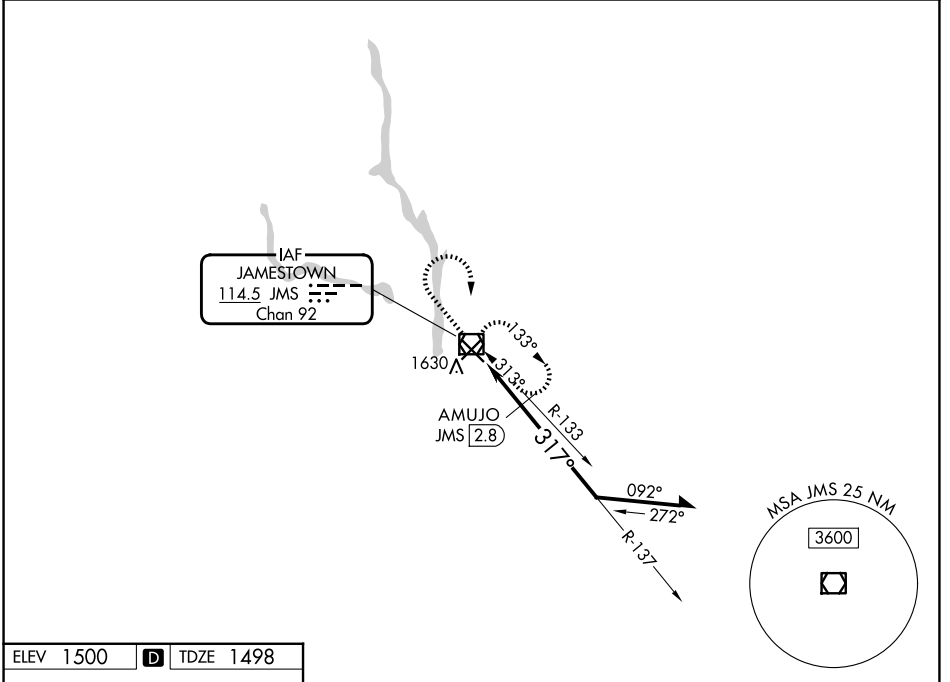 IAF
JAMESTOWN
114.5 JMS
Chan 92
1630
133°
313°
AMUJO
JMS 2.8
R-133
317°
092°
272°
R-137
MSA JMS 25 NM
3600
ELEV 1500 D TDZE 1498